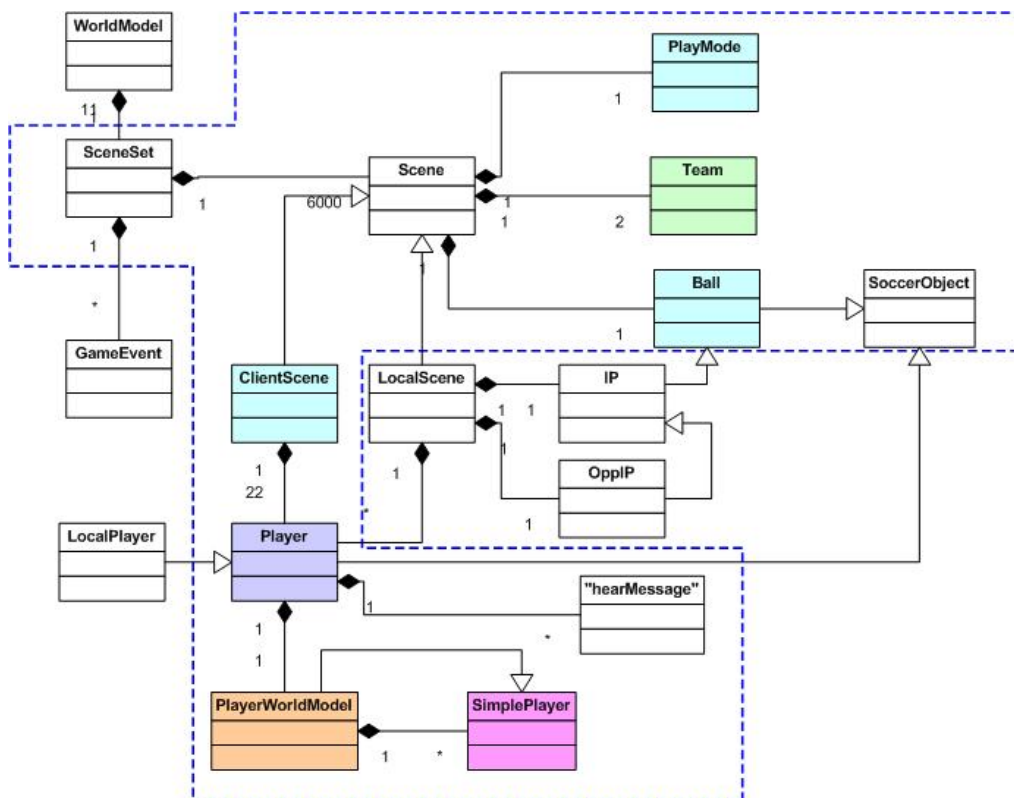 WorldModel
PlayMode
11
1
1
SceneSet
Scene
Team
1
6000
1
1
2
1
1
Ball
SoccerObject
*
1
GameEvent
ClientScene
LocalScene
IP
1
1
1
1
1
OppIP
22
*
1
LocalPlayer
Player
"hearMessage"
1
1
*
1
PlayerWorldModel
SimplePlayer
1
*